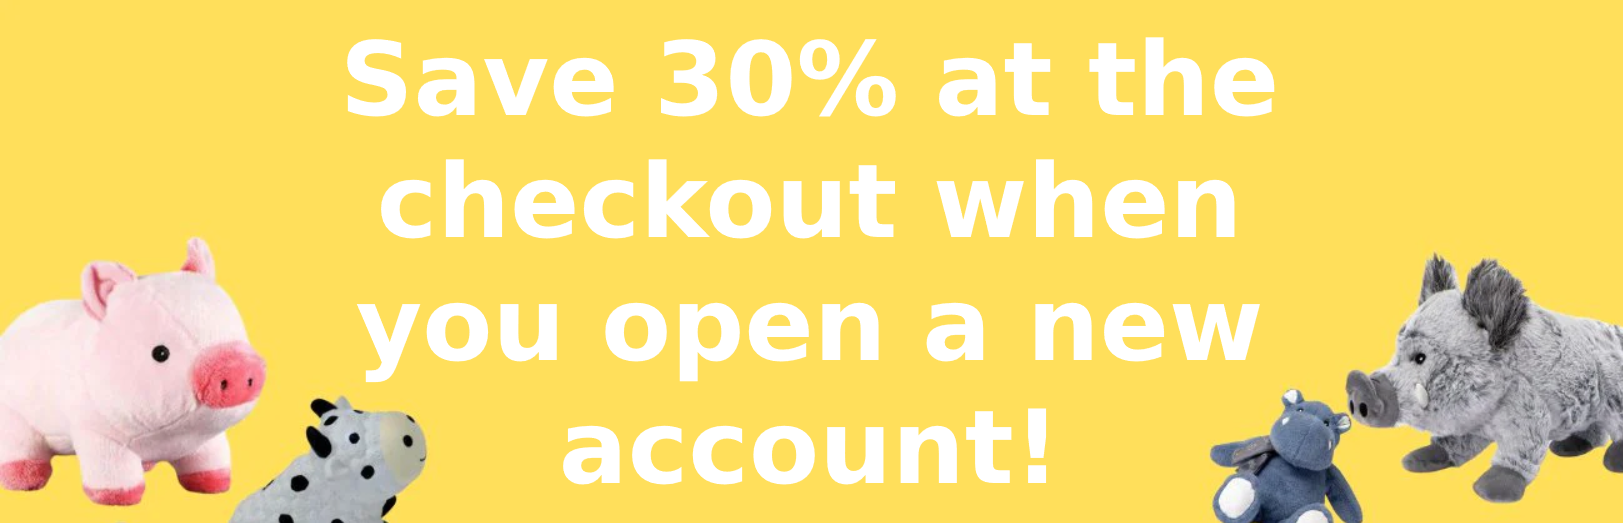 Save 30% at the
checkout when
you open a new
account!